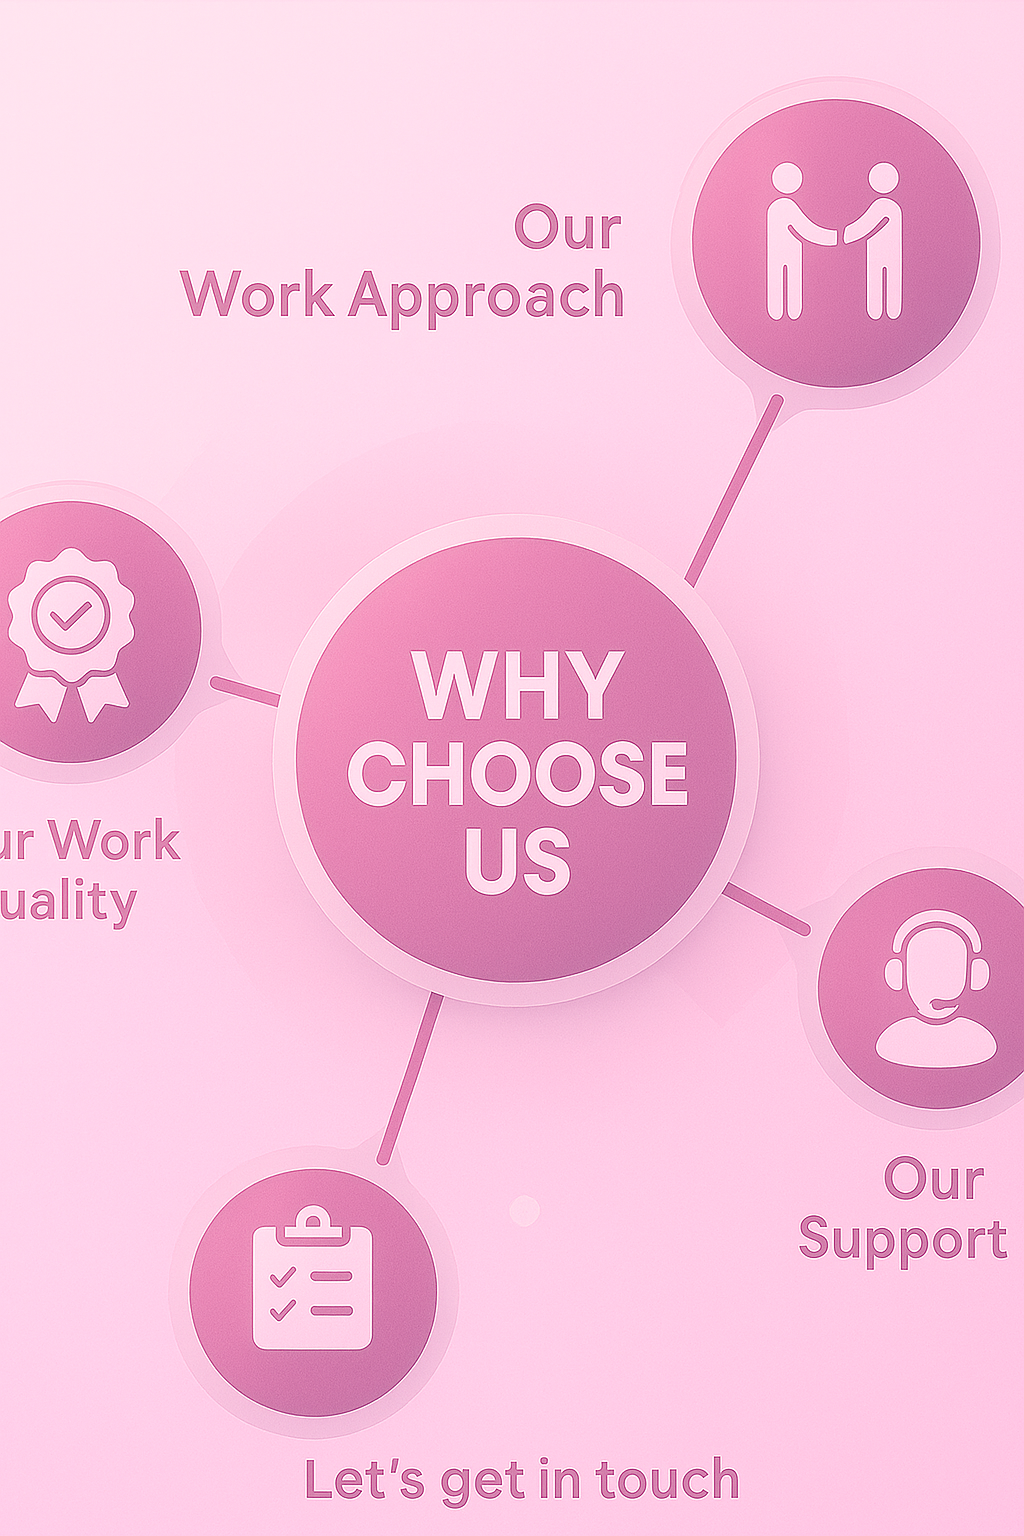 Our
Work Approach
WHY
CHOOSE
US
ur Work
uality
Our
Support
Let's get in touch